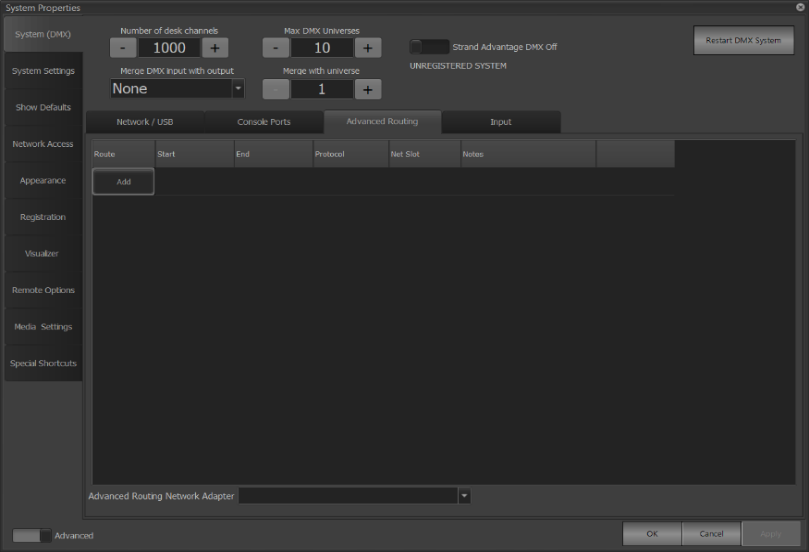 System Properties
System (DMX)
System Settings
Show Defaults
Network Access
Appearance
Registration
Visualizer
Remote Options
Media Settings
Special Shortcuts
Number of desk channels
- 1000 +
Max DMX Universes
- 10 +
Strand Advantage DMX Off
UNREGISTERED SYSTEM
Restart DMX System
Merge DMX input with output
None
Merge with universe
- 1 +
Network / USB
Console Ports
Advanced Routing
Input
Route Start End Protocol Net Slot Notes
Add
Advanced Routing Network Adapter
Advanced
OK
Cancel
Apply